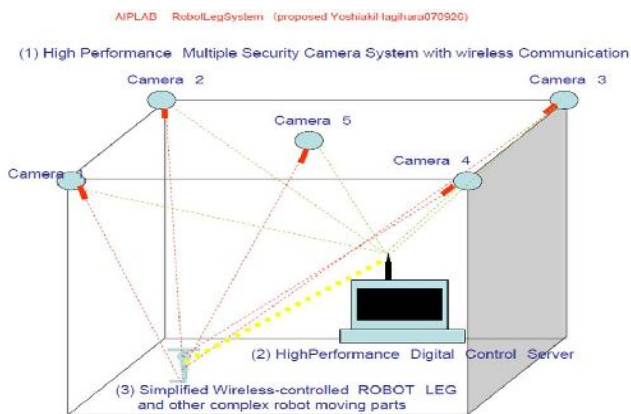 AIPLAB RobotLegSystem (proposed YoshiakiHagihara070920)
(1) High Performance Multiple Security Camera System with wireless Communication
Camera 2
Camera 3
Camera 5
Camera 4
Camera 1
(2) HighPerformance Digital Control Server
(3) Simplified Wireless-controlled ROBOT LEG
and other complex robot moving parts